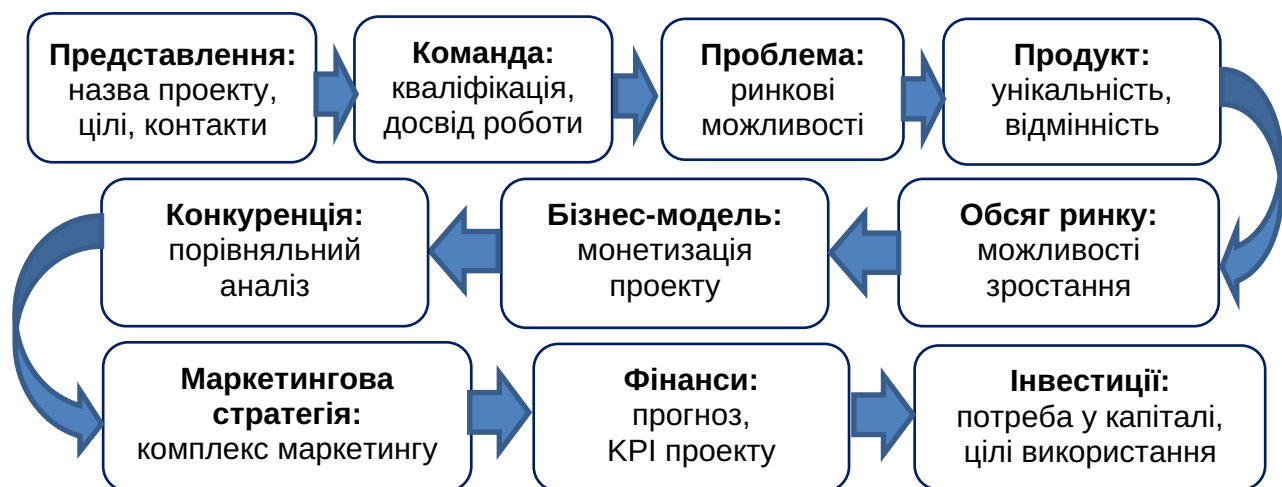 Представлення:
назва проекту,
цілі, контакти
Команда:
кваліфікація,
досвід роботи
Проблема:
ринкові
можливості
Продукт:
унікальність,
відмінність
Обсяг ринку:
можливості
зростання
Бізнес-модель:
монетизація
проекту
Конкуренція:
порівняльний
аналіз
Маркетингова
стратегія:
комплекс маркетингу
Фінанси:
прогноз,
KPI проекту
Інвестиції:
потреба у капіталі,
цілі використання